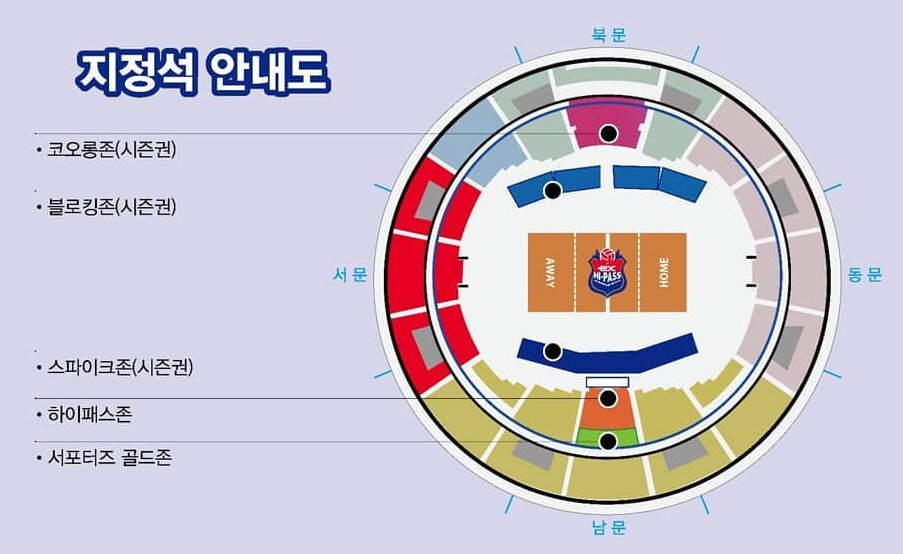 지정석 안내도
• 코오롱존(시즌권)
• 블로킹존(시즌권)
• 스파이크존(시즌권)
• 하이패스존
• 서포터즈 골드존
북문
서문
동문
남문
AWAY
ex
HI-PASS
HOME